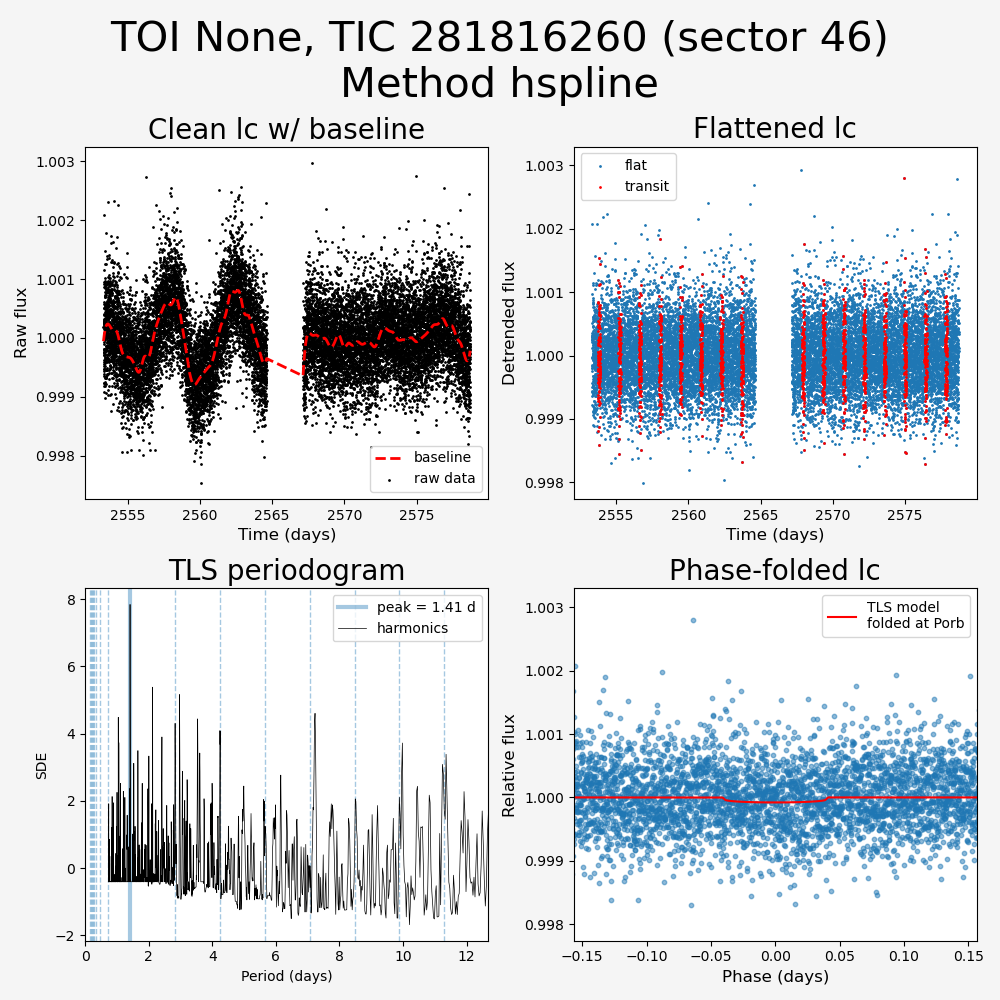 TOI None, TIC 281816260 (sector 46)
Method hspline
Clean lc w/ baseline
Flattened lc
1.003
1.002
1.001
1.000
0.999
0.998
Raw flux
baseline
raw data
2555
2560
2565
2570
2575
Time (days)
1.003
1.002
1.001
1.000
0.999
0.998
Detrended flux
flat
transit
2555
2560
2565
2570
2575
Time (days)
TLS periodogram
Phase-folded lc
8
6
4
2
0
−2
SDE
peak = 1.41 d
harmonics
0
2
4
6
8
10
12
Period (days)
1.003
1.002
1.001
1.000
0.999
0.998
Relative flux
TLS model
folded at Porb
−0.15
−0.10
−0.05
0.00
0.05
0.10
0.15
Phase (days)